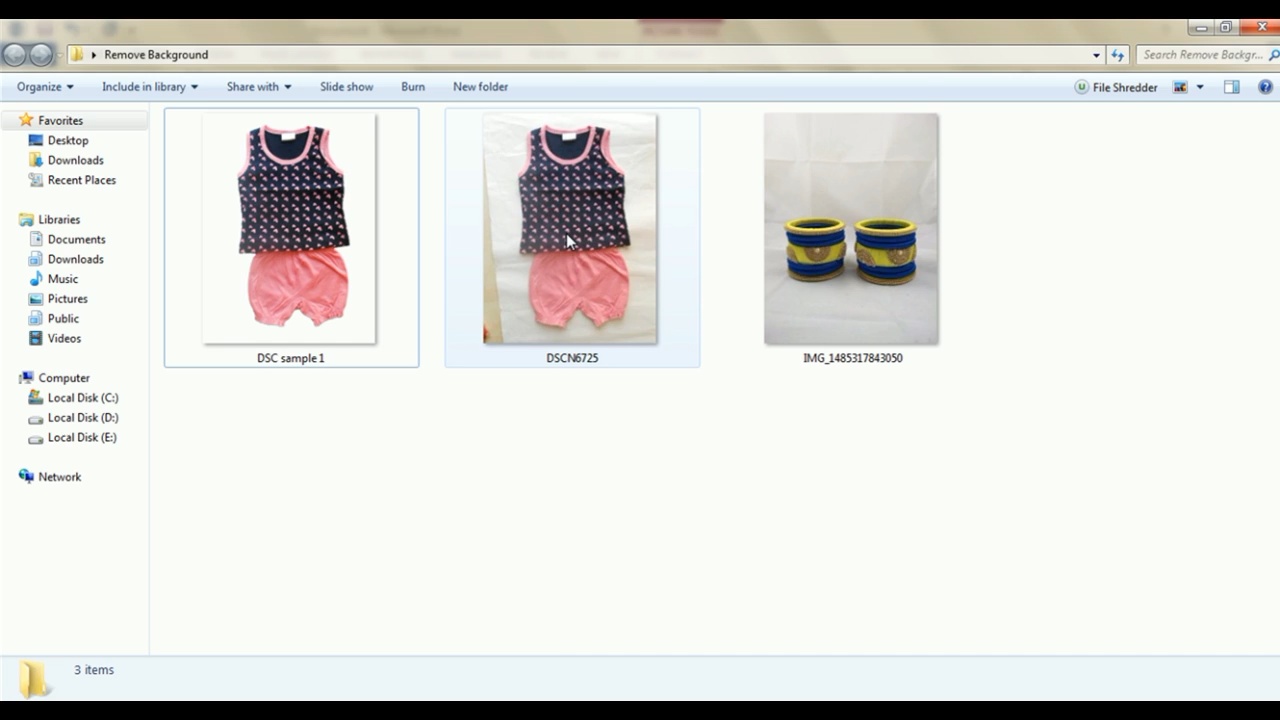 Remove Background
Search Remove Backgr...
Organize
Include in library
Share with
Slide show
Burn
New folder
File Shredder
Favorites
Desktop
Downloads
Recent Places
Libraries
Documents
Downloads
Music
Pictures
Public
Videos
Computer
Local Disk (C:)
Local Disk (D:)
Local Disk (E:)
Network
DSC sample 1
DSCN6725
IMG_1485317843050
3 items